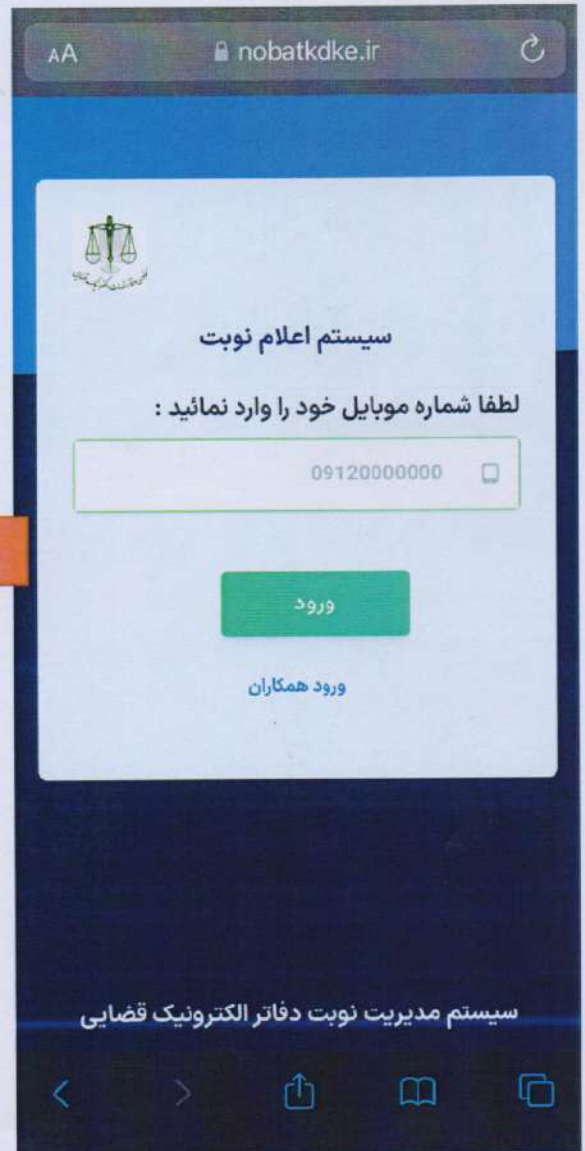 AA nobatkdke.ir
سیستم اعلام نوبت
لطفا شماره موبایل خود را وارد نمائید :
09120000000
ورود
ورود همکاران
سیستم مدیریت نوبت دفاتر الکترونیک قضایی